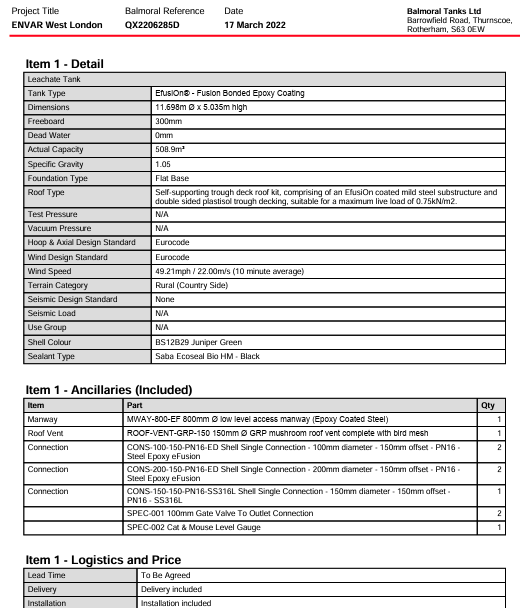 Project Title Balmoral Reference Date Balmoral Tanks Ltd
ENVAR West London QX2206285D 17 March 2022 Barrowfield Road, Thurnscoe,
Rotherham, S63 0EW
Item 1 - Detail
Leachate Tank
Tank Type EfusiOn® - Fusion Bonded Epoxy Coating
Dimensions 11.698m Ø x 5.035m high
Freeboard 300mm
Dead Water 0mm
Actual Capacity 508.9m³
Specific Gravity 1.05
Foundation Type Flat Base
Roof Type Self-supporting trough deck roof kit, comprising of an EfusiOn coated mild steel substructure and
double sided plastisol trough decking, suitable for a maximum live load of 0.75kN/m2.
Test Pressure N/A
Vacuum Pressure N/A
Hoop & Axial Design Standard Eurocode
Wind Design Standard Eurocode
Wind Speed 49.21mph / 22.00m/s (10 minute average)
Terrain Category Rural (Country Side)
Seismic Design Standard None
Seismic Load N/A
Use Group N/A
Shell Colour BS12B29 Juniper Green
Sealant Type Saba Ecoseal Bio HM - Black
Item 1 - Ancillaries (Included)
Item Part Qty
Manway MWAY-800-EF 800mm Ø low level access manway (Epoxy Coated Steel) 1
Roof Vent ROOF-VENT-GRP-150 150mm Ø GRP mushroom roof vent complete with bird mesh 1
Connection CONS-100-150-PN16-ED Shell Single Connection - 100mm diameter - 150mm offset - PN16 - 2
Steel Epoxy eFusion
Connection CONS-200-150-PN16-ED Shell Single Connection - 200mm diameter - 150mm offset - PN16 - 2
Steel Epoxy eFusion
Connection CONS-150-150-PN16-SS316L Shell Single Connection - 150mm diameter - 150mm offset - 1
PN16 - SS316L
SPEC-001 100mm Gate Valve To Outlet Connection 2
SPEC-002 Cat & Mouse Level Gauge 1
Item 1 - Logistics and Price
Lead Time To Be Agreed
Delivery Delivery included
Installation Installation included